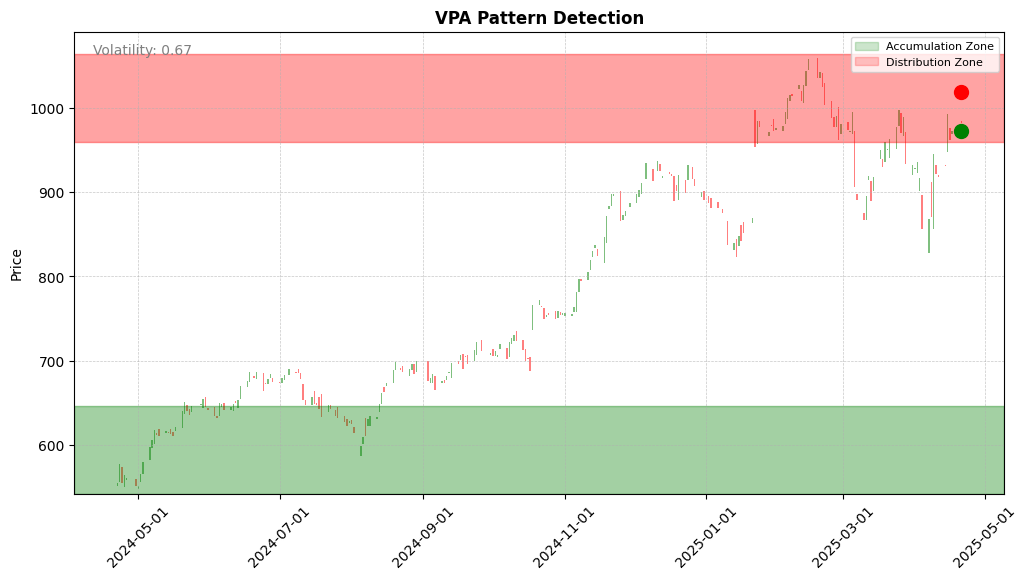 VPA Pattern Detection
Volatility: 0.67
Accumulation Zone
Distribution Zone
Price
1000
900
800
700
600
2024-05-01
2024-07-01
2024-09-01
2024-11-01
2025-01-01
2025-03-01
2025-05-01